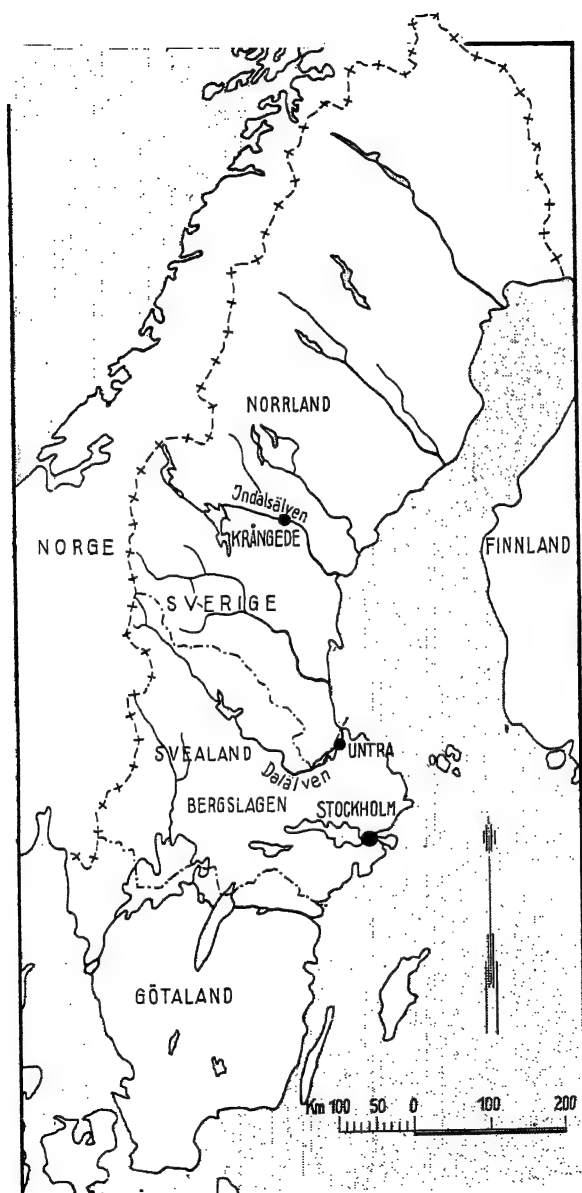 NORRLAND
Indalsälven
KRÅNGEDE
NORGE
FINNLAND
SVERIGE
SVEALAND
UNTRA
Dalälven
BERGSLAGEN
STOCKHOLM
GÖTALAND
Km 100 50 0 100 200